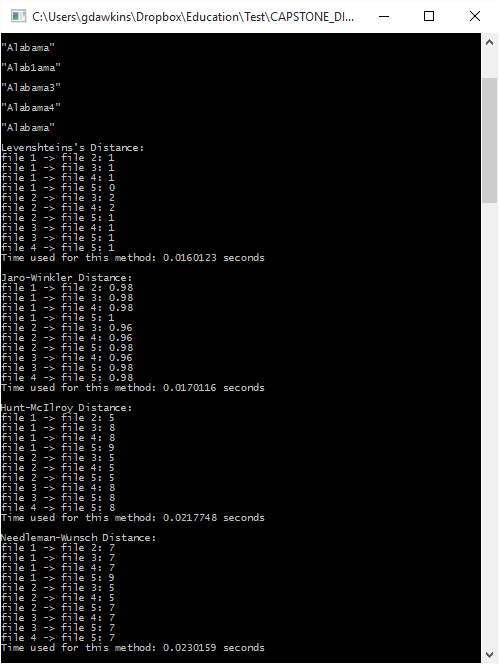 C:\Users\gdawkins\Dropbox\Education\Test\CAPSTONE_DI...
"Alabama"
"Alab1ama"
"Alabama3"
"Alabama4"
"Alabama"
Levenshteins's Distance:
file 1 -> file 2: 1
file 1 -> file 3: 1
file 1 -> file 4: 1
file 1 -> file 5: 0
file 2 -> file 3: 2
file 2 -> file 4: 2
file 2 -> file 5: 1
file 3 -> file 4: 1
file 3 -> file 5: 1
file 4 -> file 5: 1
Time used for this method: 0.0160123 seconds
Jaro-Winkler Distance:
file 1 -> file 2: 0.98
file 1 -> file 3: 0.98
file 1 -> file 4: 0.98
file 1 -> file 5: 1
file 2 -> file 3: 0.96
file 2 -> file 4: 0.96
file 2 -> file 5: 0.98
file 3 -> file 4: 0.96
file 3 -> file 5: 0.98
file 4 -> file 5: 0.98
Time used for this method: 0.0170116 seconds
Hunt-McIlroy Distance:
file 1 -> file 2: 5
file 1 -> file 3: 8
file 1 -> file 4: 8
file 1 -> file 5: 9
file 2 -> file 3: 5
file 2 -> file 4: 5
file 2 -> file 5: 5
file 3 -> file 4: 8
file 3 -> file 5: 8
file 4 -> file 5: 8
Time used for this method: 0.0217748 seconds
Needleman-Wunsch Distance:
file 1 -> file 2: 7
file 1 -> file 3: 7
file 1 -> file 4: 7
file 1 -> file 5: 9
file 2 -> file 3: 5
file 2 -> file 4: 5
file 2 -> file 5: 7
file 3 -> file 4: 7
file 3 -> file 5: 7
file 4 -> file 5: 7
Time used for this method: 0.0230159 seconds